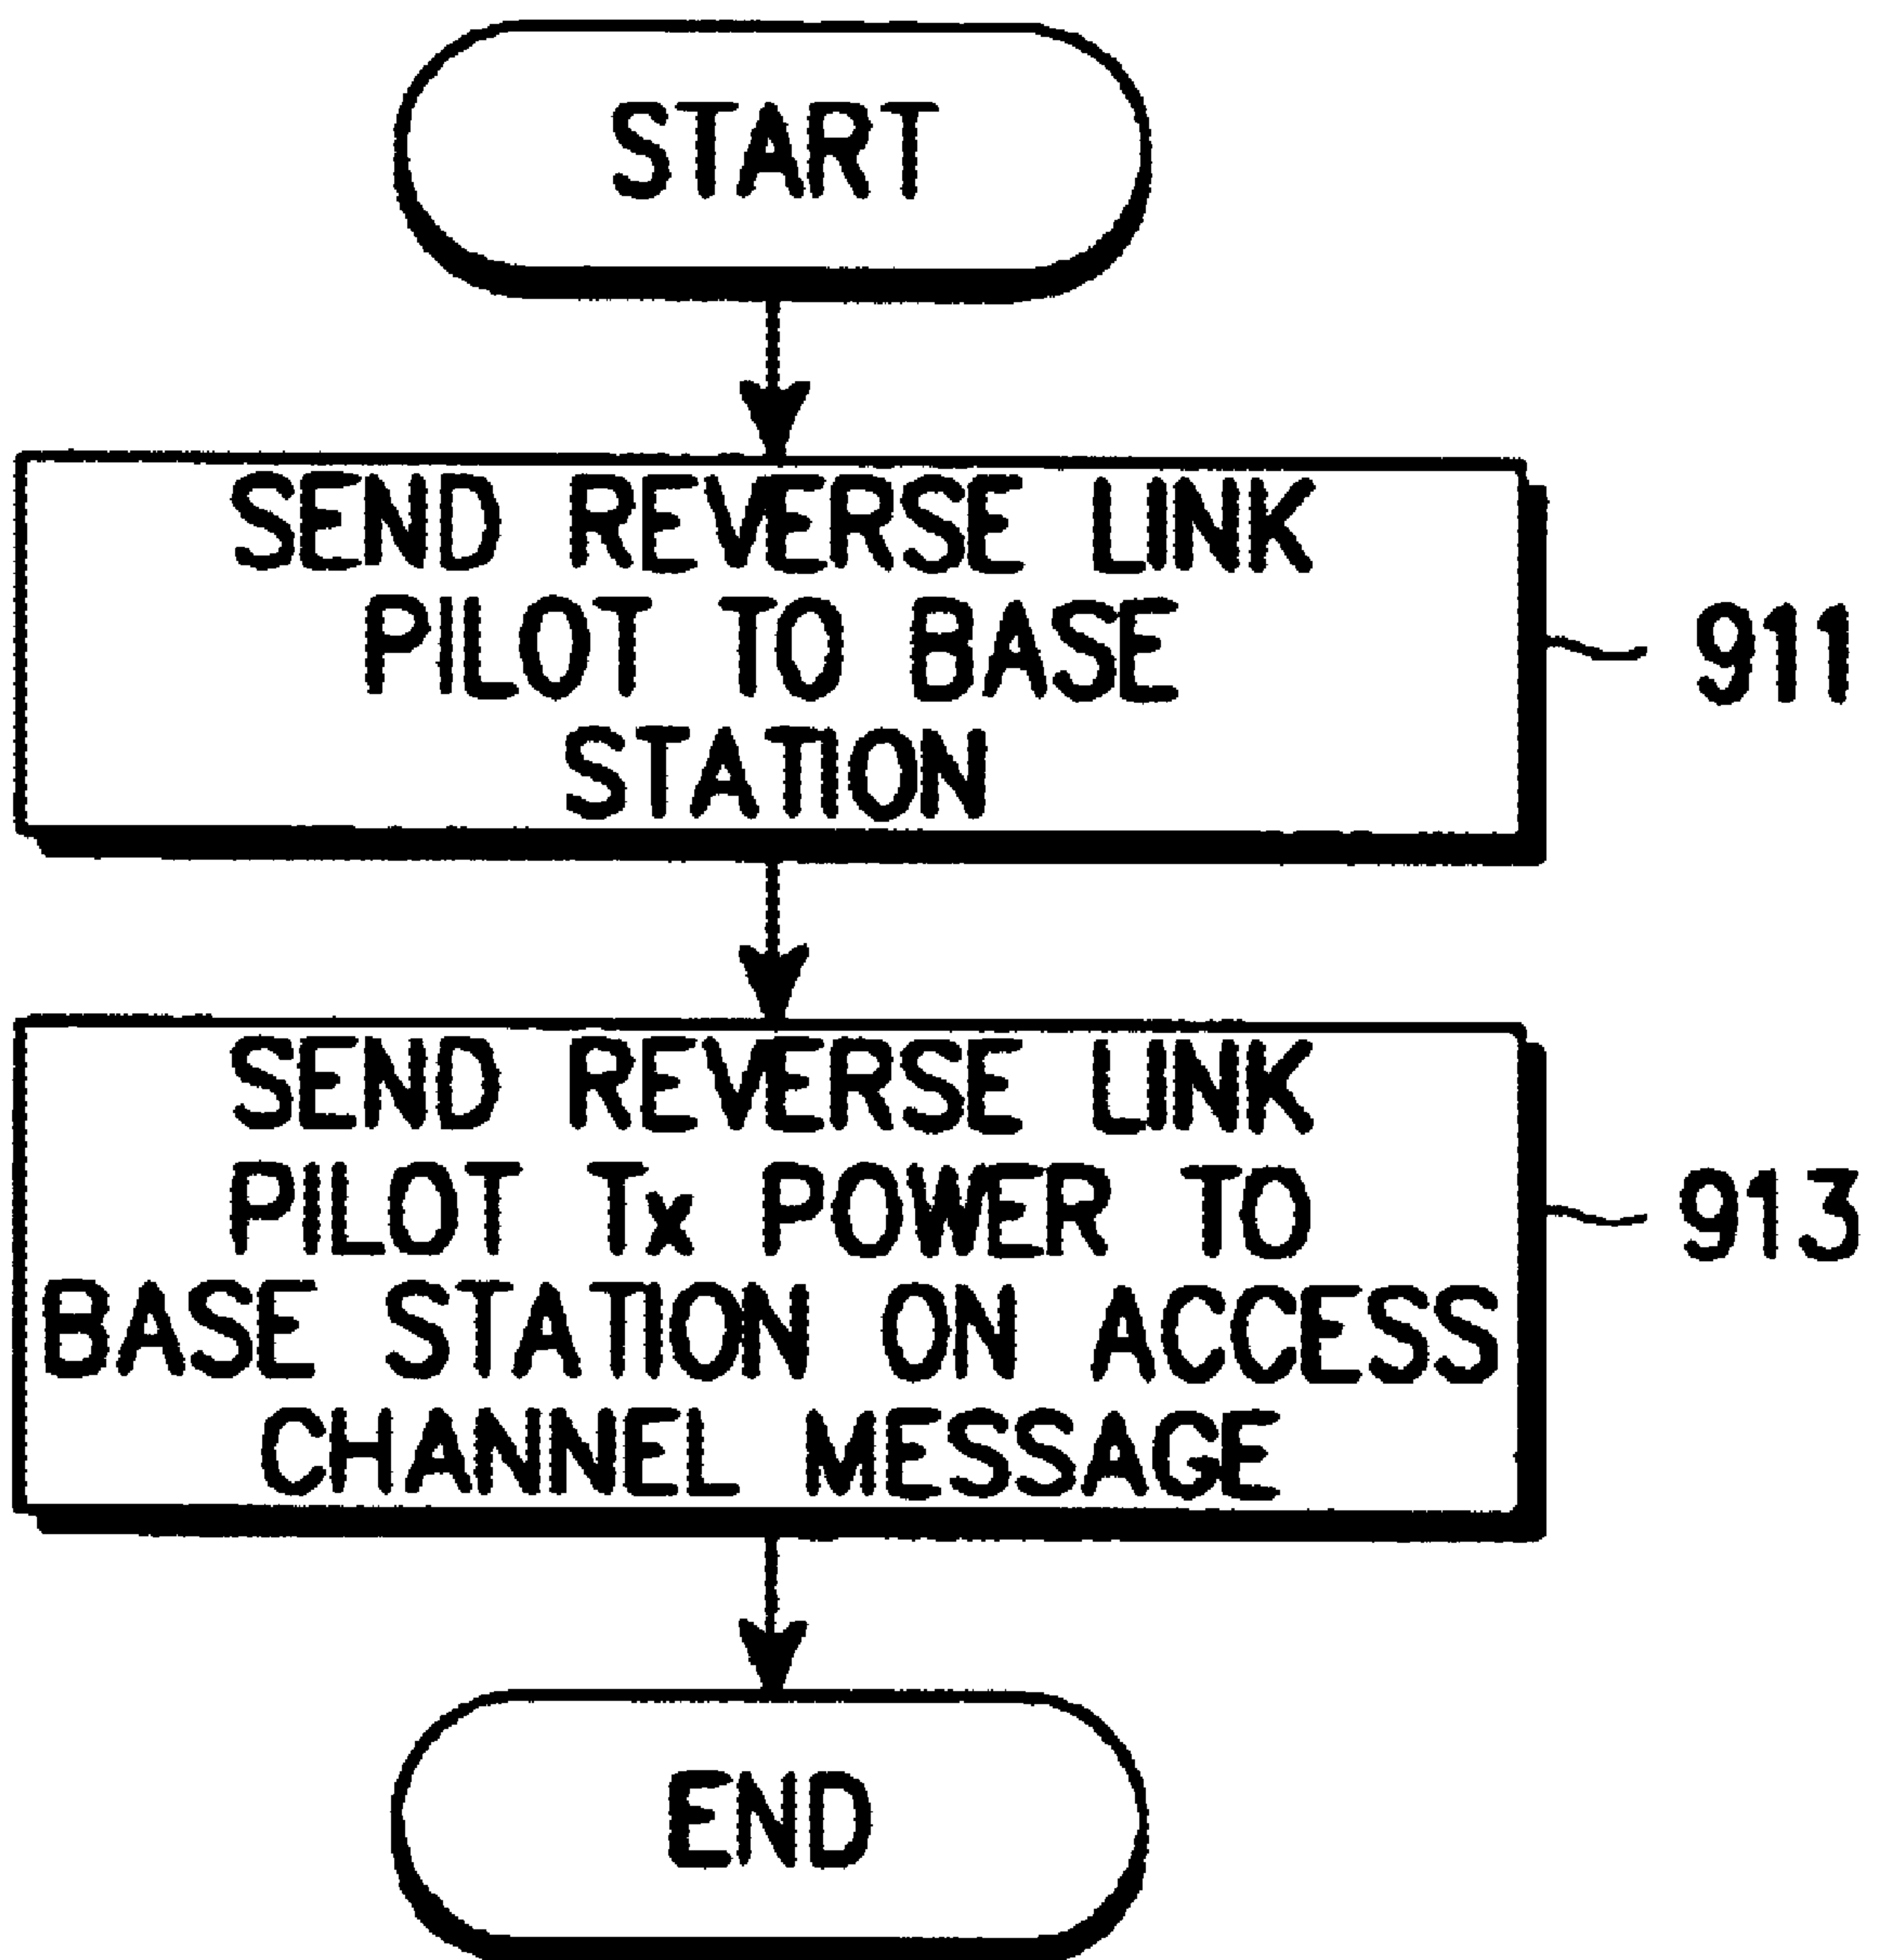 START
SEND REVERSE LINK
PILOT TO BASE
STATION
911
SEND REVERSE LINK
PILOT Tx POWER TO
BASE STATION ON ACCESS
CHANNEL MESSAGE
913
END